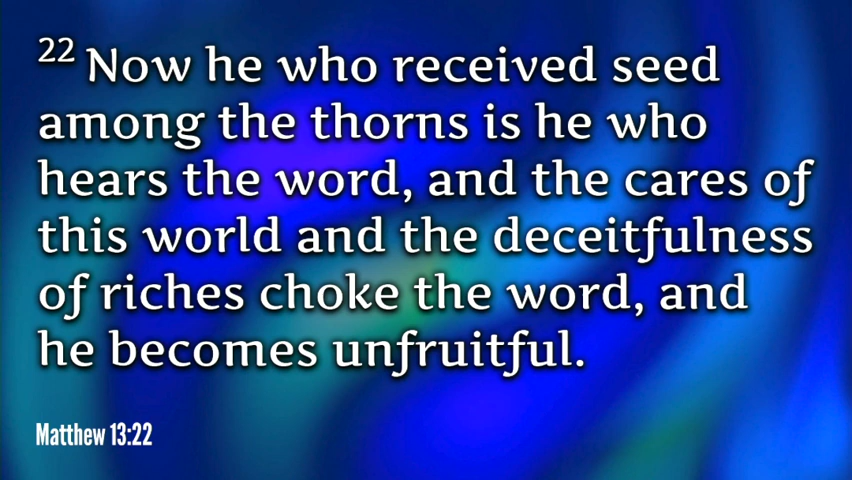 22 Now he who received seed
among the thorns is he who
hears the word, and the cares of
this world and the deceitfulness
of riches choke the word, and
he becomes unfruitful.
Matthew 13:22